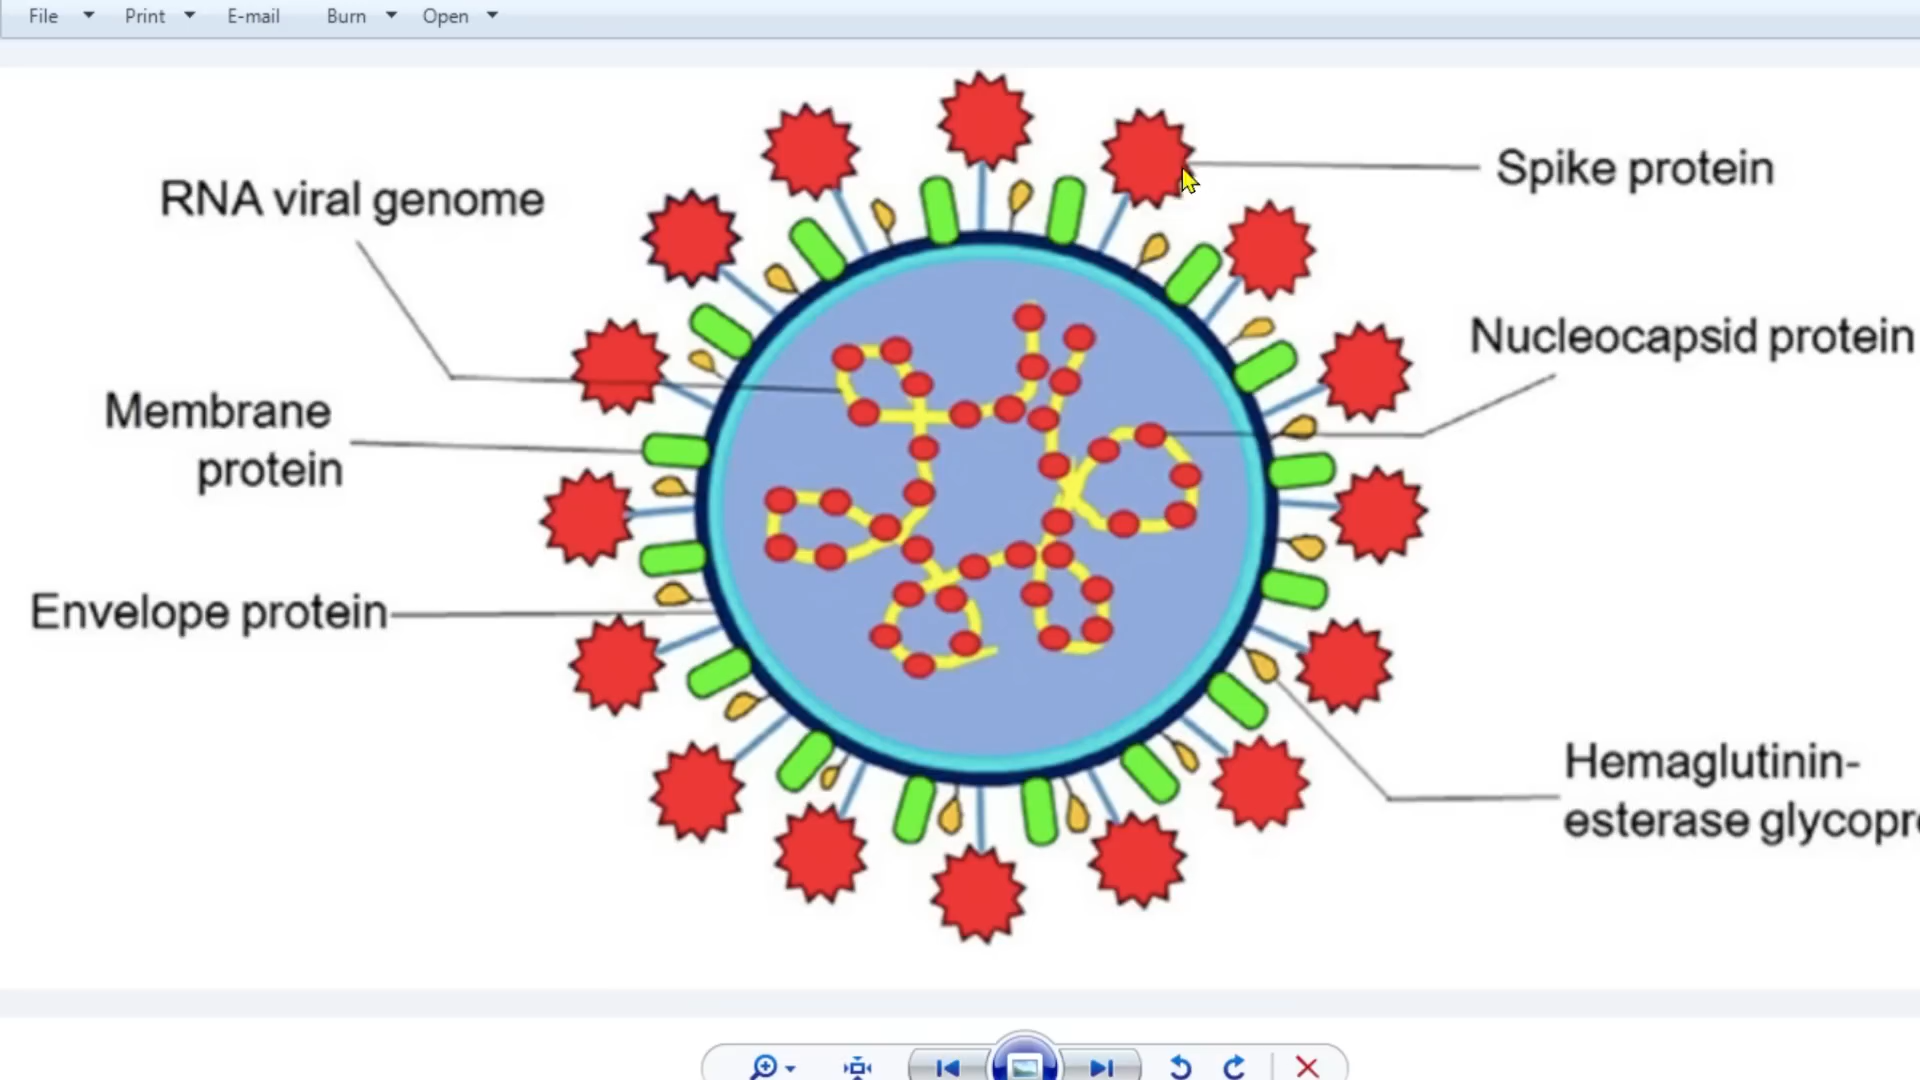 File Print E-mail Burn Open
Spike protein
RNA viral genome
Nucleocapsid protein
Membrane
protein
Envelope protein
Hemaglutinin-
esterase glycopr